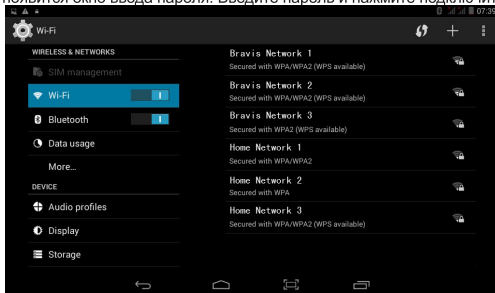 появится окно ввода пароля. Введите пароль и нажмите подключит
07:39
Wi-Fi
WIRELESS & NETWORKS
SIM management
Wi-Fi
Bluetooth
Data usage
More...
DEVICE
Audio profiles
Display
Storage
Bravis Network 1
Secured with WPA/WPA2 (WPS available)
Bravis Network 2
Secured with WPA/WPA2 (WPS available)
Bravis Network 3
Secured with WPA2 (WPS available)
Home Network 1
Secured with WPA/WPA2
Home Network 2
Secured with WPA
Home Network 3
Secured with WPA/WPA2 (WPS available)